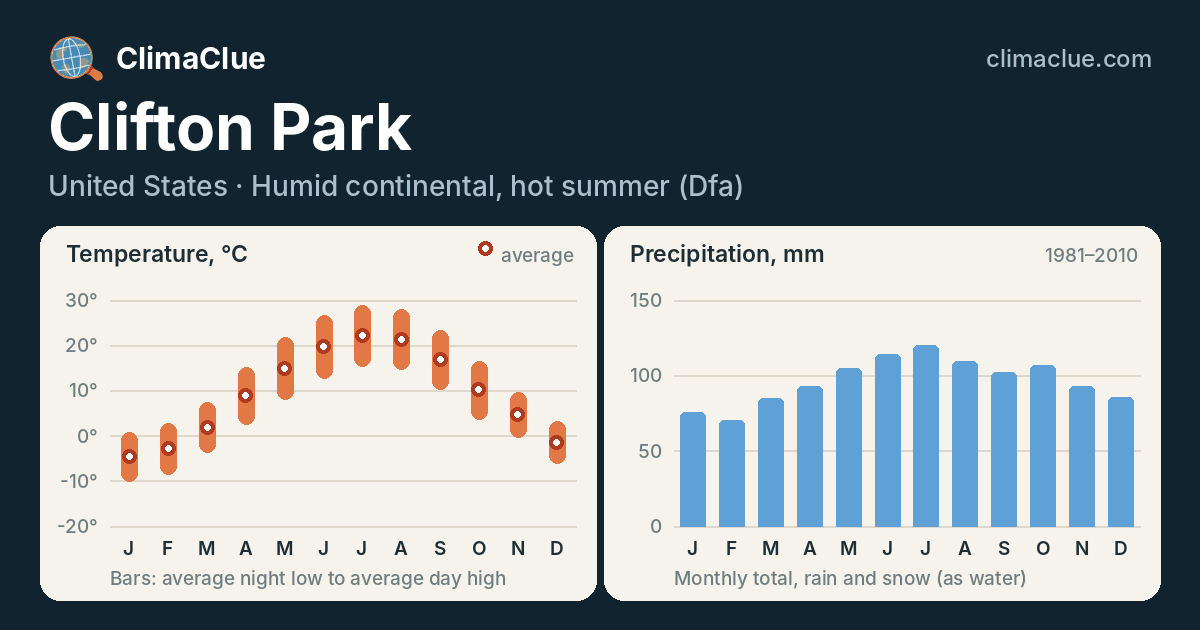 ClimaClue
climaclue.com
Clifton Park
United States · Humid continental, hot summer (Dfa)
Temperature, °C
average
30°
20°
10°
0°
-10°
-20°
J F M A M J J A S O N D
Bars: average night low to average day high
Precipitation, mm
1981–2010
150
100
50
0
J F M A M J J A S O N D
Monthly total, rain and snow (as water)